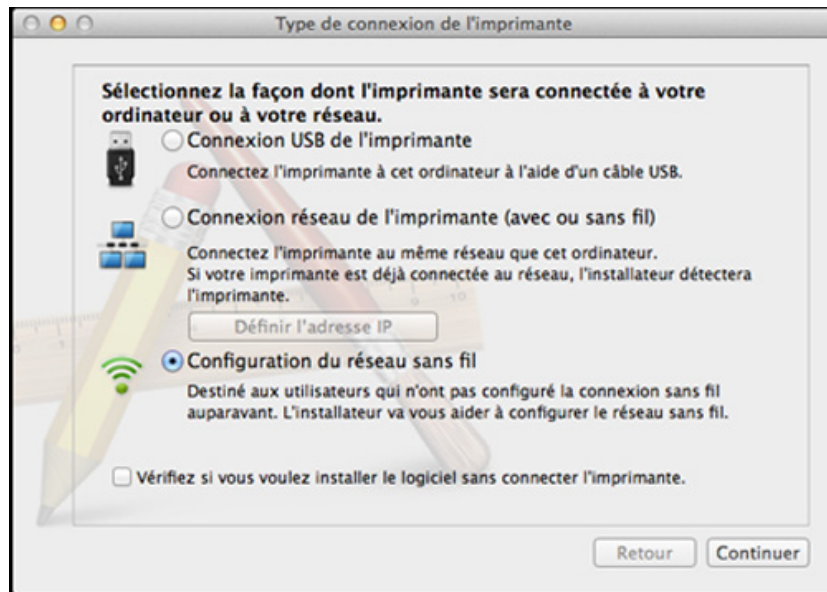 Type de connexion de l'imprimante
Sélectionnez la façon dont l'imprimante sera connectée à votre
ordinateur ou à votre réseau.
Connexion USB de l'imprimante
Connectez l'imprimante à cet ordinateur à l'aide d'un câble USB.
Connexion réseau de l'imprimante (avec ou sans fil)
Connectez l'imprimante au même réseau que cet ordinateur.
Si votre imprimante est déjà connectée au réseau, l'installateur détectera
l'imprimante.
Définir l'adresse IP
Configuration du réseau sans fil
Destiné aux utilisateurs qui n'ont pas configuré la connexion sans fil
auparavant. L'installateur va vous aider à configurer le réseau sans fil.
Vérifiez si vous voulez installer le logiciel sans connecter l'imprimante.
Retour
Continuer